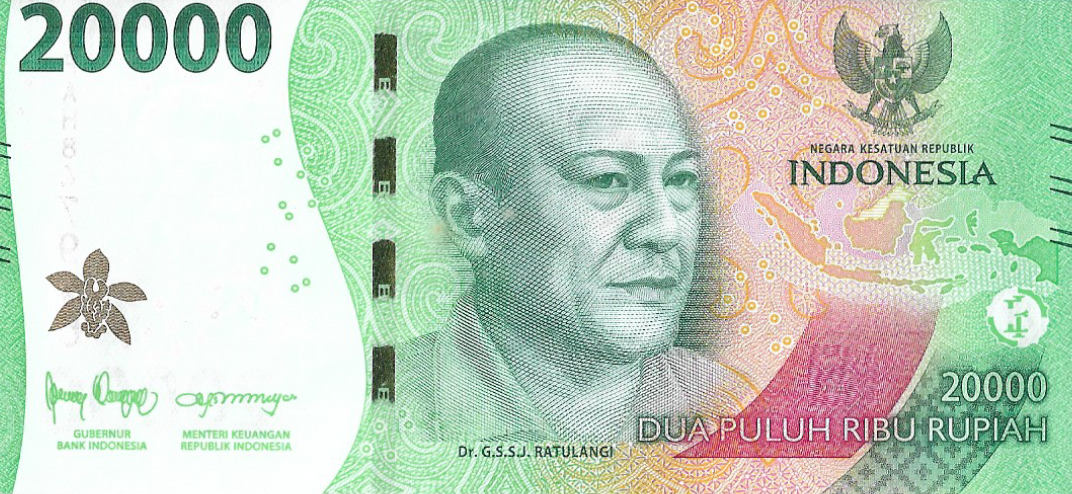 20000
NEGARA KESATUAN REPUBLIK
INDONESIA
GUBERNUR
BANK INDONESIA
MENTERI KEUANGAN
REPUBLIK INDONESIA
Dr. G.S.S.J. RATULANGI
20000
DUA PULUH RIBU RUPIAH